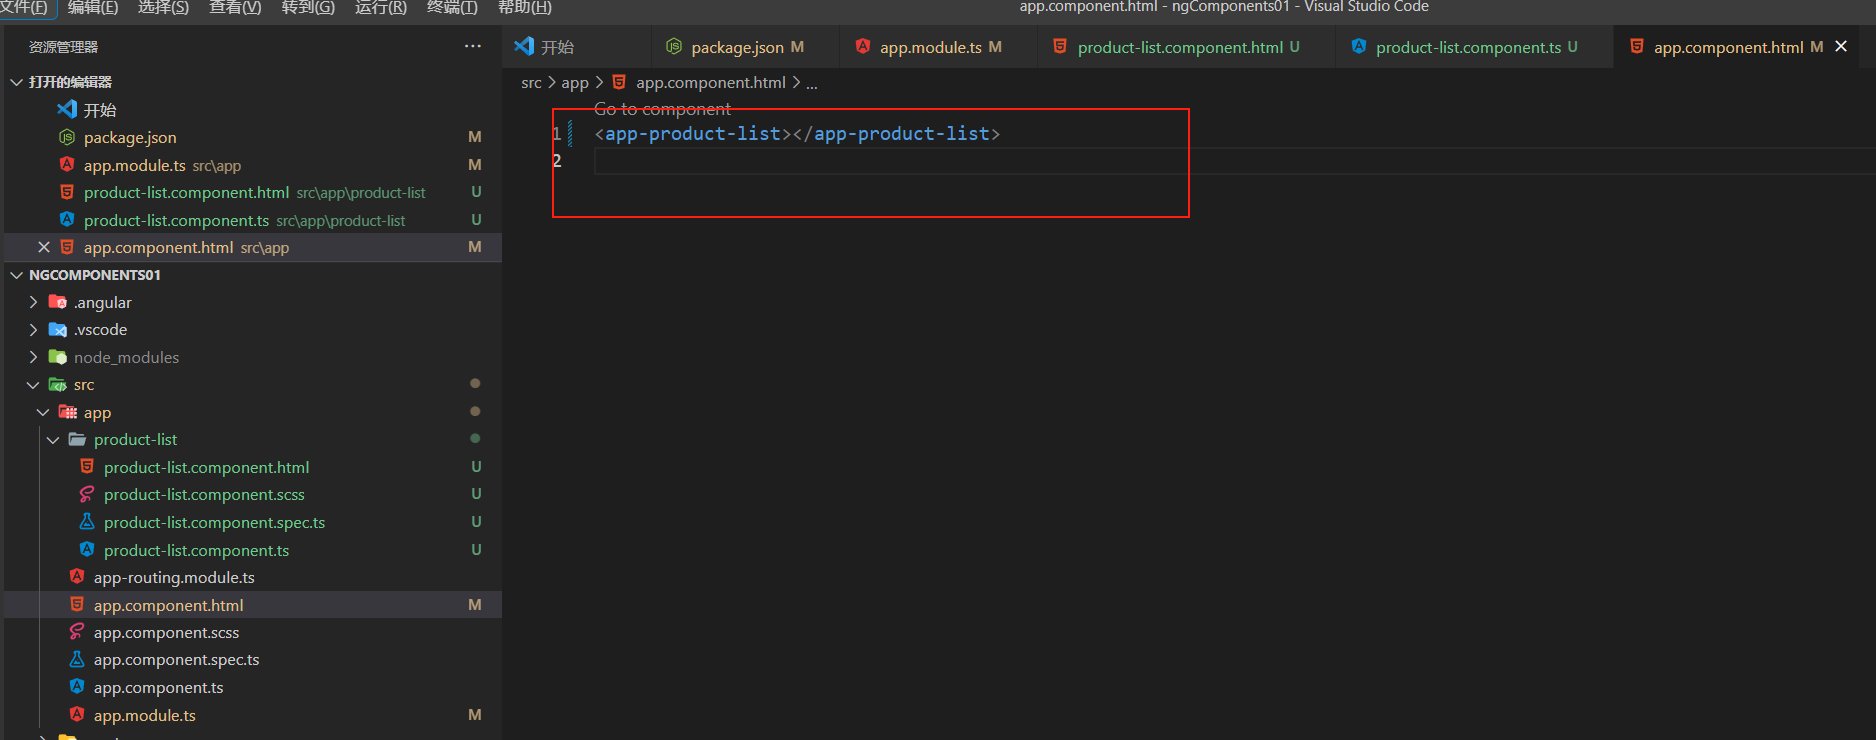 文件(F) 编辑(E) 选择(S) 查看(V) 转到(G) 运行(R) 终端(T) 帮助(H) app.component.html - ngComponents01 - Visual Studio Code
资源管理器 ···
打开的编辑器
开始
package.json M
app.module.ts src\app M
product-list.component.html src\app\product-list U
product-list.component.ts src\app\product-list U
app.component.html src\app M
NGCOMPONENTS01
.angular
.vscode
node_modules
src
app
product-list
product-list.component.html U
product-list.component.scss U
product-list.component.spec.ts U
product-list.component.ts U
app-routing.module.ts
app.component.html M
app.component.scss
app.component.spec.ts
app.component.ts
app.module.ts M
开始 package.json M app.module.ts M product-list.component.html U product-list.component.ts U app.component.html M
src > app > app.component.html > ...
Go to component
1 <app-product-list></app-product-list>
2